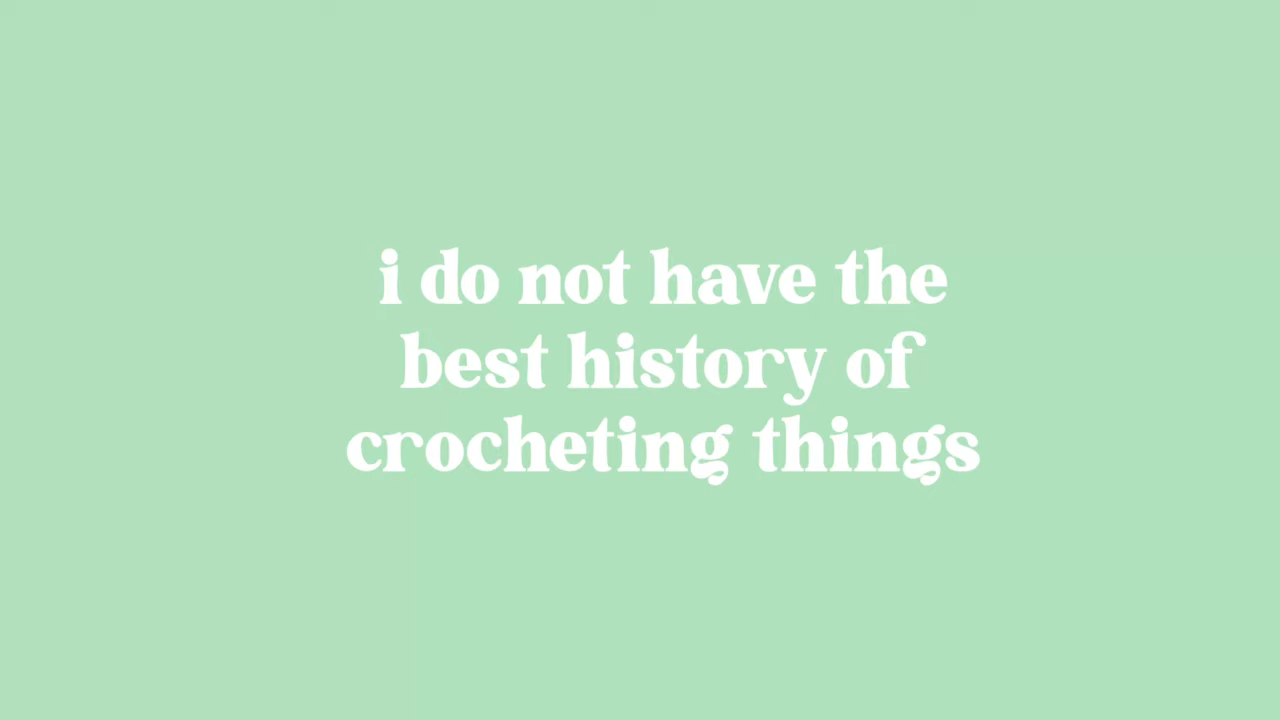 i do not have the
best history of
crocheting things